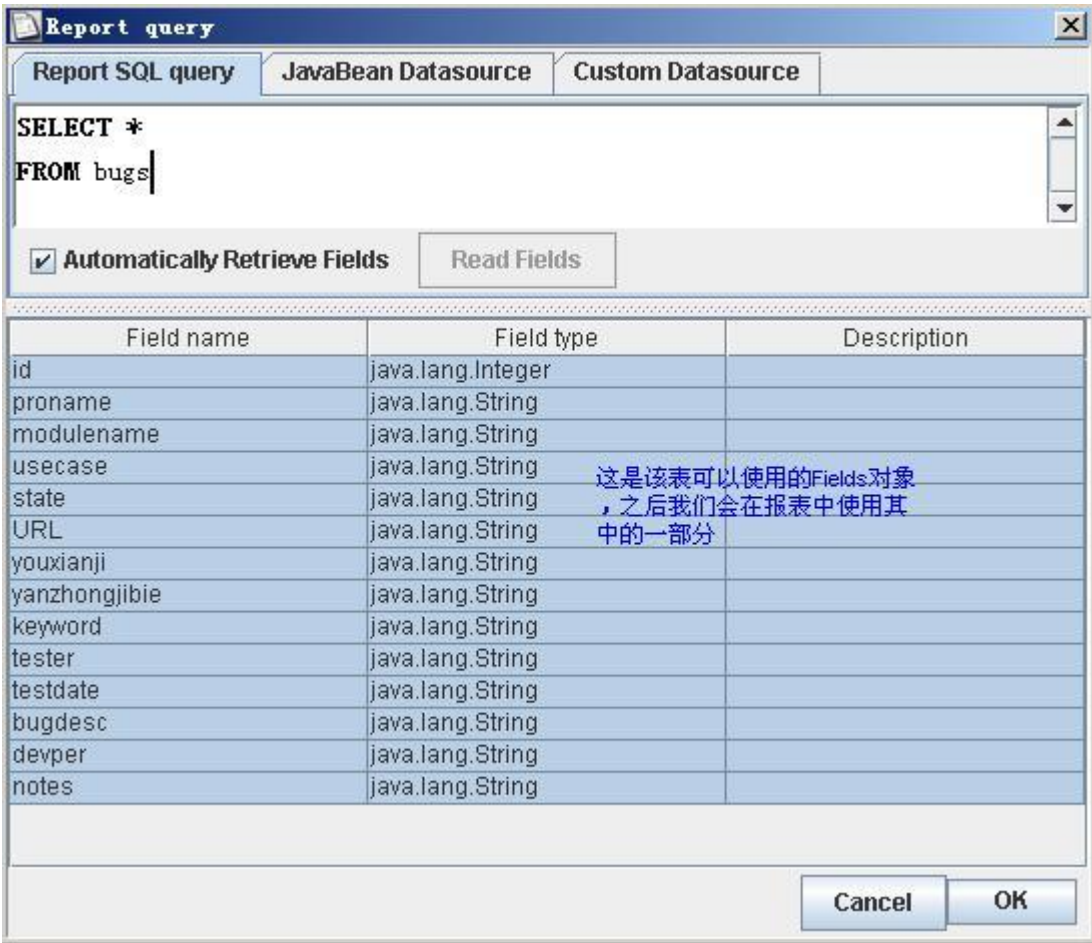 Report query
Report SQL query JavaBean Datasource Custom Datasource
SELECT *
FROM bugs
Automatically Retrieve Fields Read Fields
Field name Field type Description
id java.lang.Integer
proname java.lang.String
modulename java.lang.String
usecase java.lang.String
state java.lang.String
URL java.lang.String
youxianji java.lang.String
yanzhongjibie java.lang.String
keyword java.lang.String
tester java.lang.String
testdate java.lang.String
bugdesc java.lang.String
devper java.lang.String
notes java.lang.String
这是该表可以使用的Fields对象
，之后我们会在报表中使用其
中的一部分
Cancel OK